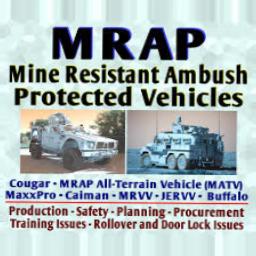 MRAP
Mine Resistant Ambush
Protected Vehicles
Cougar - MRAP All-Terrain Vehicle (MATV)
MaxxPro - Caiman - MRVV - JERVV - Buffalo
Production - Safety - Planning - Procurement
Training Issues - Rollover and Door Lock Issues